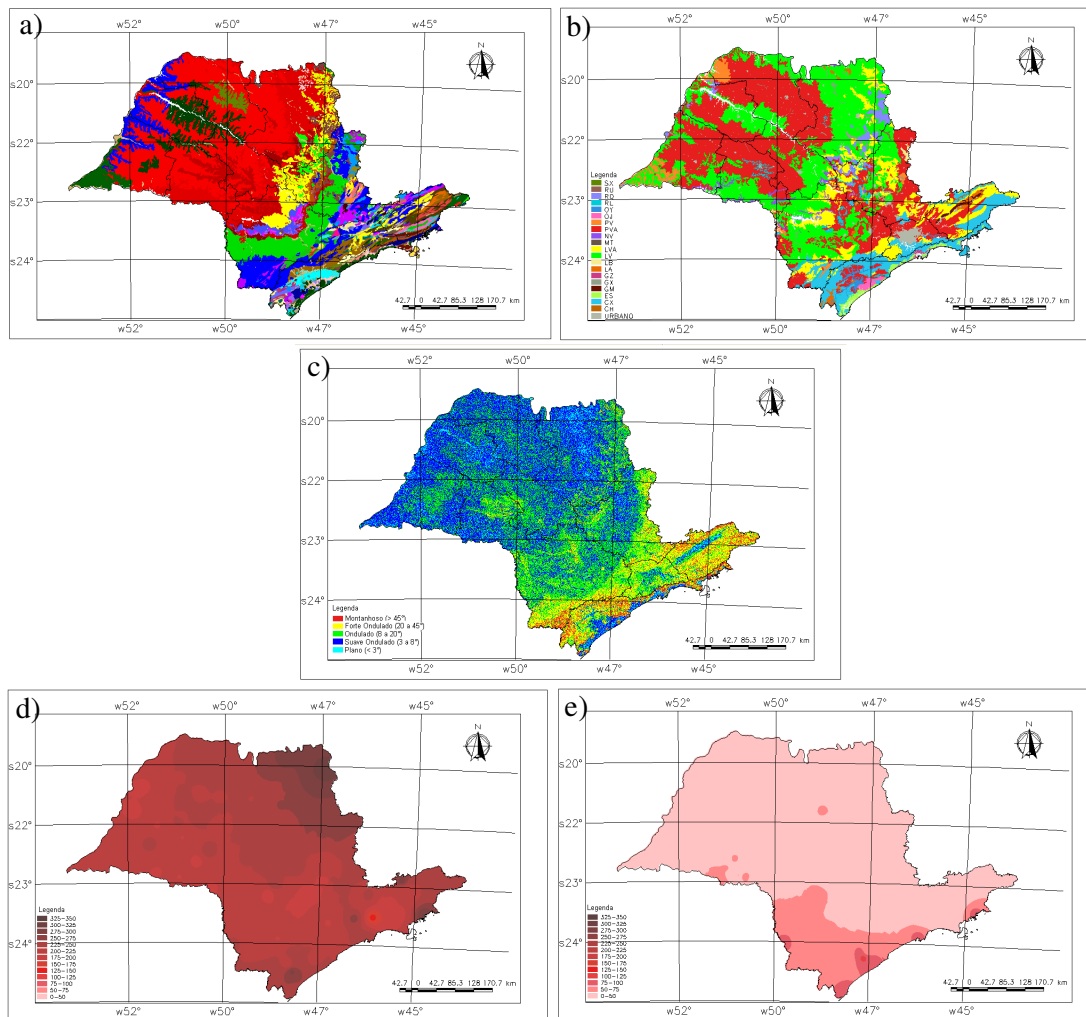 a)
w52° w50° w47° w45°
N
s20°
s22°
s23°
s24°
42.7 0 42.7 85.3 128 170.7 km
w52° w50° w47° w45°
b)
w50° w47° w45°
N
s20°
s22°
s23°
s24°
Legenda
SX
RU
RQ
RL
OY
OJ
PV
PVA
NV
MT
LVA
LV
LB
LA
GZ
GX
GM
ES
CX
CH
URBANO
42.7 0 42.7 85.3 128 170.7 km
w52° w50° w47° w45°
c)
w52° w50° w47° w45°
N
s20°
s22°
s23°
s24°
Legenda
Montanhoso (> 45°)
Forte Ondulado (20 a 45°)
Ondulado (8 a 20°)
Suave Ondulado (3 a 8°)
Plano (< 3°)
42.7 0 42.7 85.3 128 170.7 km
w52° w50° w47° w45°
d)
w52° w50° w47° w45°
N
s20°
s22°
s23°
s24°
Legenda
325-350
300-325
275-300
250-275
225-250
200-225
175-200
150-175
125-150
100-125
75-100
50-75
0-50
42.7 0 42.7 85.3 128 170.7 km
w52° w50° w47° w45°
e)
w50° w47° w45°
N
s20°
s22°
s23°
s24°
Legenda
325-350
300-325
275-300
250-275
225-250
200-225
175-200
150-175
125-150
100-125
75-100
50-75
0-50
42.7 0 42.7 85.3 128 170.7 km
w52° w50° w47° w45°